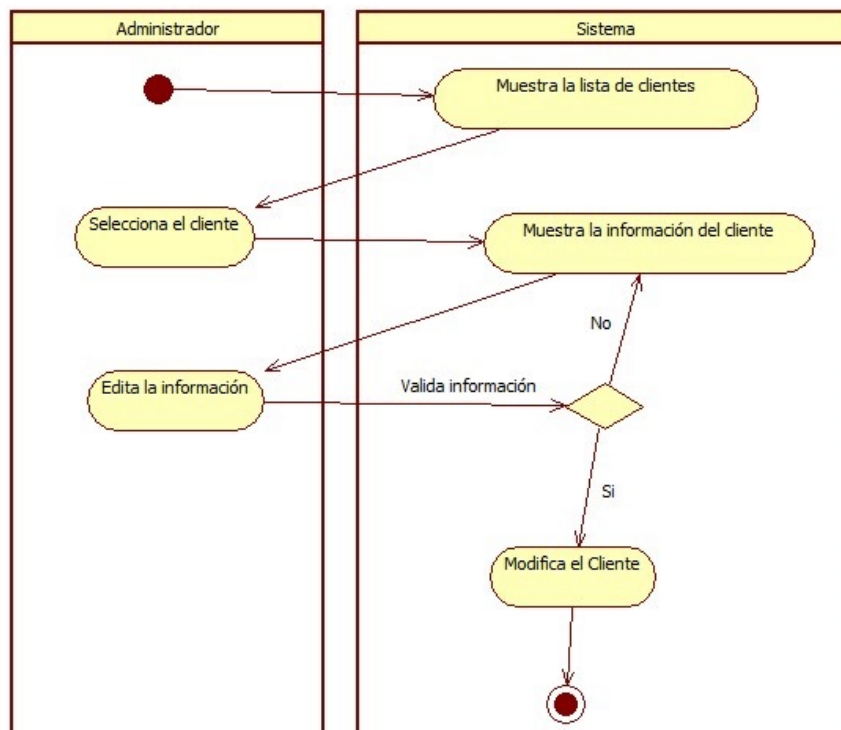 Administrador
Sistema
Muestra la lista de clientes
Selecciona el cliente
Muestra la información del cliente
No
Edita la información
Valida información
Si
Modifica el Cliente